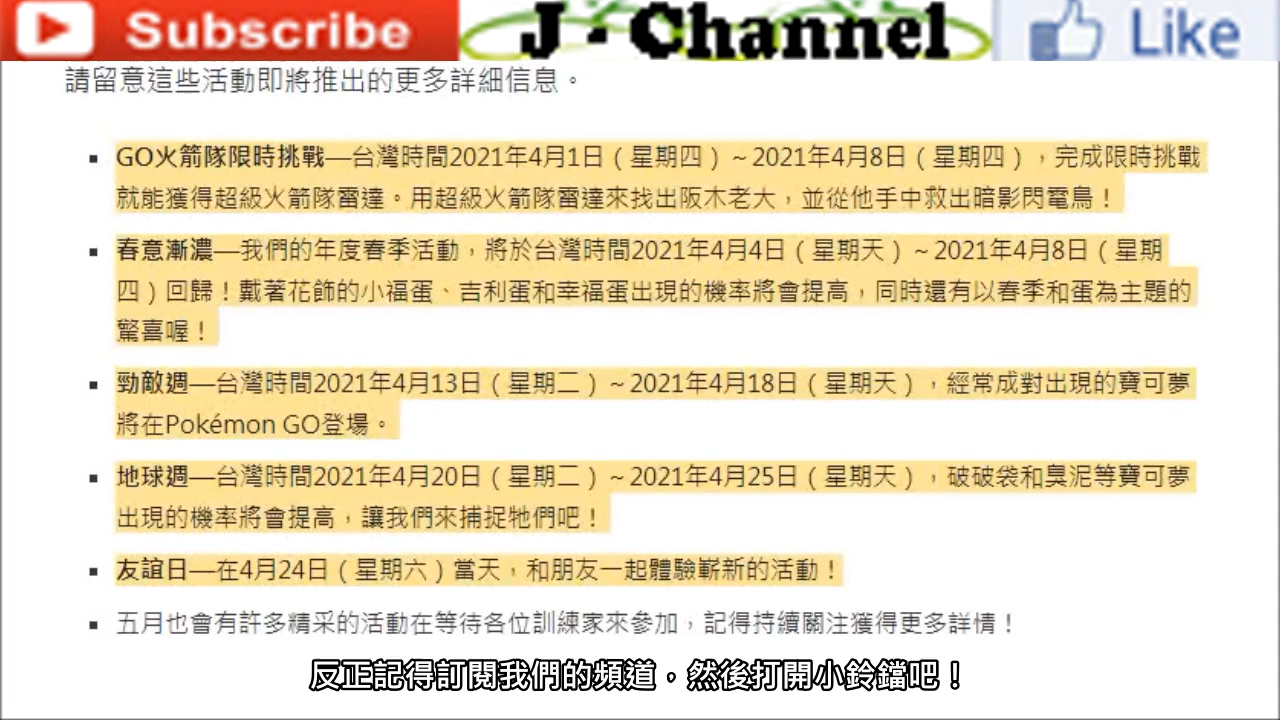 Subscribe J - Channel Like
請留意這些活動即將推出的更多詳細信息。
▪ GO火箭隊限時挑戰—台灣時間2021年4月1日（星期四）～2021年4月8日（星期四），完成限時挑戰
就能獲得超級火箭隊雷達。用超級火箭隊雷達來找出阪木老大，並從他手中救出暗影閃電鳥！
▪ 春意漸濃—我們的年度春季活動，將於台灣時間2021年4月4日（星期天）～2021年4月8日（星期
四）回歸！戴著花飾的小福蛋、吉利蛋和幸福蛋出現的機率將會提高，同時還有以春季和蛋為主題的
驚喜喔！
▪ 勁敵週—台灣時間2021年4月13日（星期二）～2021年4月18日（星期天），經常成對出現的寶可夢
將在Pokémon GO登場。
▪ 地球週—台灣時間2021年4月20日（星期二）～2021年4月25日（星期天），破破袋和臭泥等寶可夢
出現的機率將會提高，讓我們來捕捉牠們吧！
▪ 友誼日—在4月24日（星期六）當天，和朋友一起體驗嶄新的活動！
▪ 五月也會有許多精采的活動在等待各位訓練家來參加，記得持續關注獲得更多詳情！
反正記得訂閱我們的頻道，然後打開小鈴鐺吧！